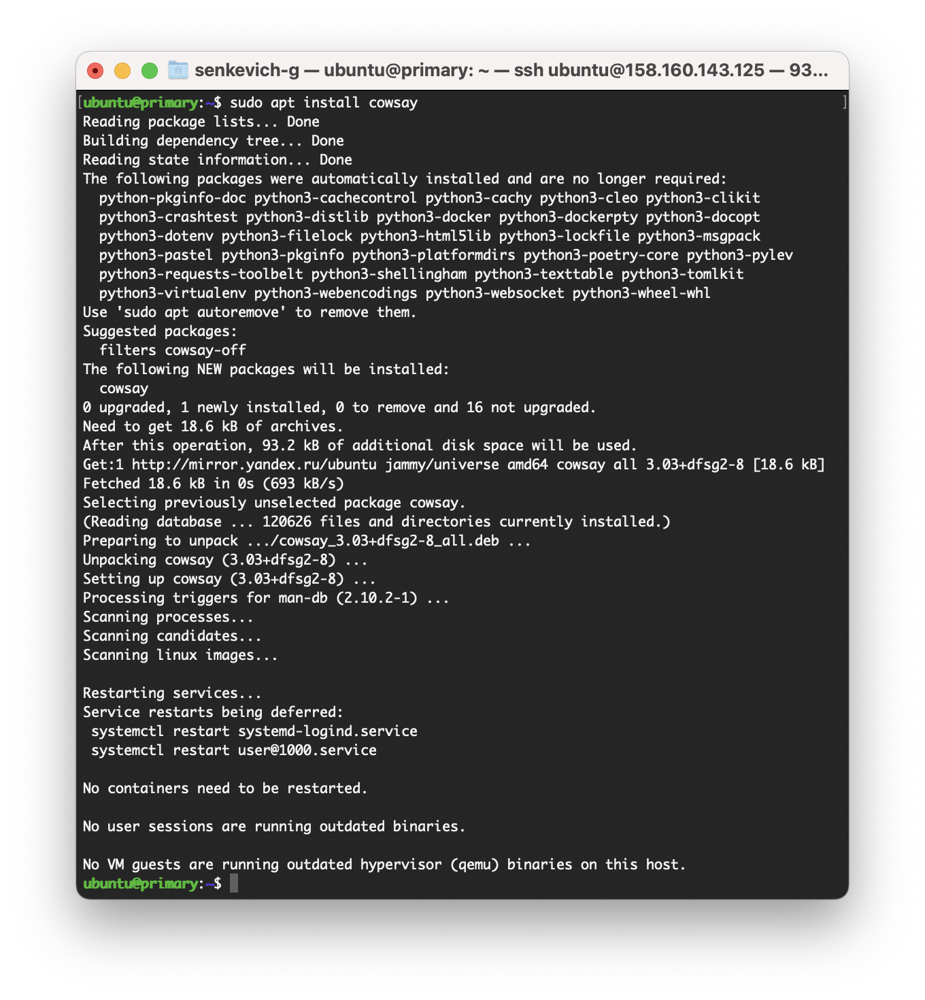 senkevich-g — ubuntu@primary: ~ — ssh ubuntu@158.160.143.125 — 93...
[ubuntu@primary:~$ sudo apt install cowsay ]
Reading package lists... Done
Building dependency tree... Done
Reading state information... Done
The following packages were automatically installed and are no longer required:
  python-pkginfo-doc python3-cachecontrol python3-cachy python3-cleo python3-clikit
  python3-crashtest python3-distlib python3-docker python3-dockerpty python3-docopt
  python3-dotenv python3-filelock python3-html5lib python3-lockfile python3-msgpack
  python3-pastel python3-pkginfo python3-platformdirs python3-poetry-core python3-pylev
  python3-requests-toolbelt python3-shellingham python3-texttable python3-tomlkit
  python3-virtualenv python3-webencodings python3-websocket python3-wheel-whl
Use 'sudo apt autoremove' to remove them.
Suggested packages:
  filters cowsay-off
The following NEW packages will be installed:
  cowsay
0 upgraded, 1 newly installed, 0 to remove and 16 not upgraded.
Need to get 18.6 kB of archives.
After this operation, 93.2 kB of additional disk space will be used.
Get:1 http://mirror.yandex.ru/ubuntu jammy/universe amd64 cowsay all 3.03+dfsg2-8 [18.6 kB]
Fetched 18.6 kB in 0s (693 kB/s)
Selecting previously unselected package cowsay.
(Reading database ... 120626 files and directories currently installed.)
Preparing to unpack .../cowsay_3.03+dfsg2-8_all.deb ...
Unpacking cowsay (3.03+dfsg2-8) ...
Setting up cowsay (3.03+dfsg2-8) ...
Processing triggers for man-db (2.10.2-1) ...
Scanning processes...
Scanning candidates...
Scanning linux images...

Restarting services...
Service restarts being deferred:
 systemctl restart systemd-logind.service
 systemctl restart user@1000.service

No containers need to be restarted.

No user sessions are running outdated binaries.

No VM guests are running outdated hypervisor (qemu) binaries on this host.
ubuntu@primary:~$